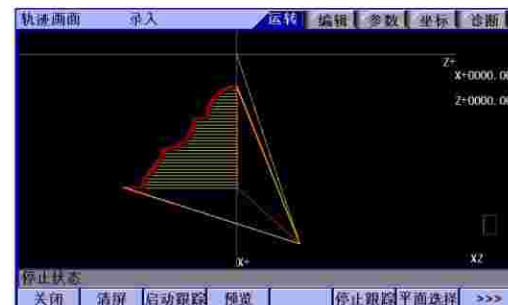 轨迹画面 录入 运转 编辑 参数 坐标 诊断
Z+
X+0000.00
Z+0000.00
X+ XZ
停止状态
关闭 清屏 启动跟踪 预览 停止跟踪 平面选择 >>>